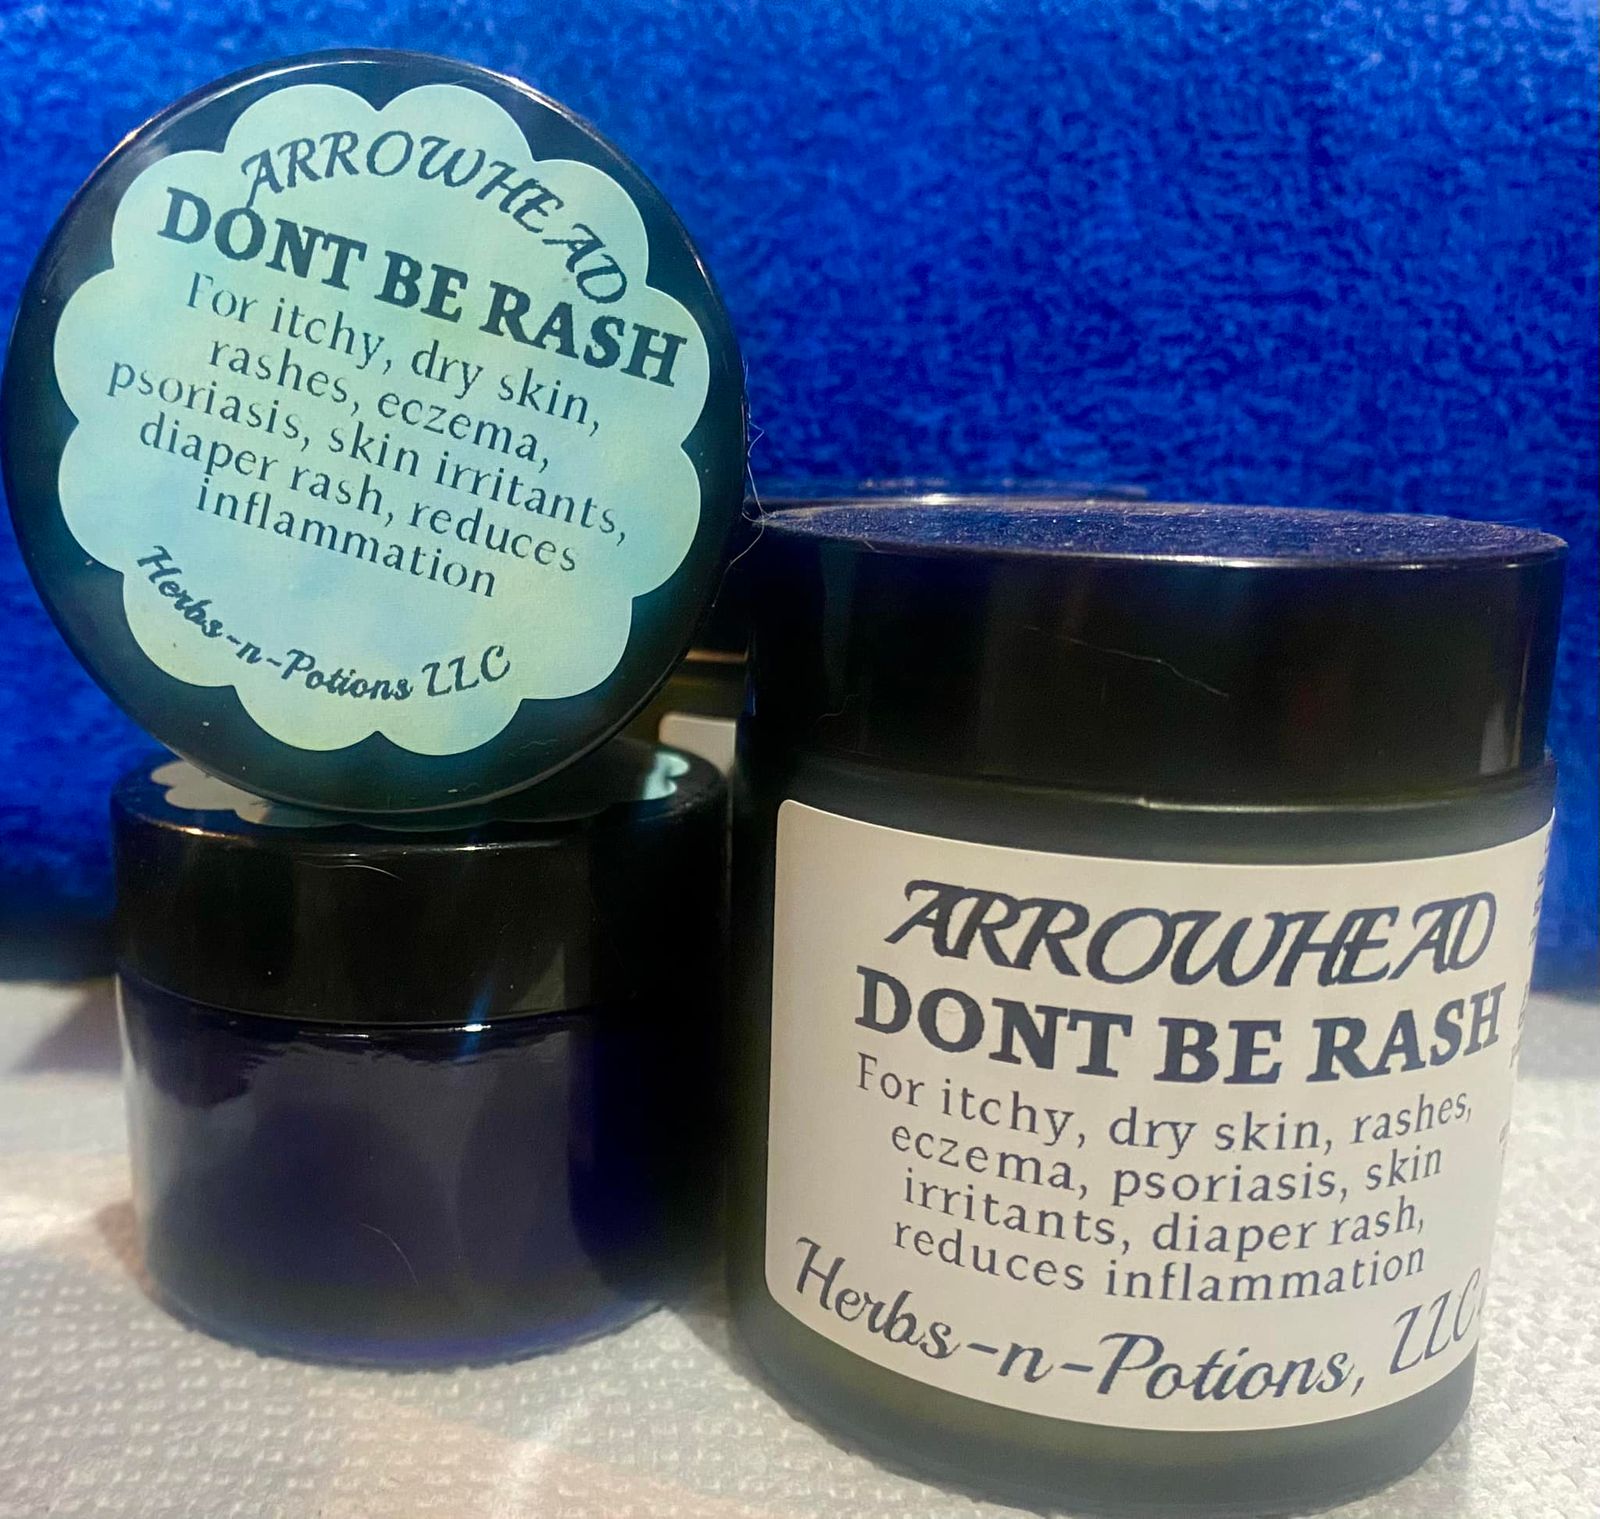 ARROWHEAD
DONT BE RASH
For itchy, dry skin,
rashes, eczema,
psoriasis, skin irritants,
diaper rash, reduces
inflammation
Herbs-n-Potions LLC
ARROWHEAD
DONT BE RASH
For itchy, dry skin, rashes,
eczema, psoriasis, skin
irritants, diaper rash,
reduces inflammation
Herbs-n-Potions, LLC